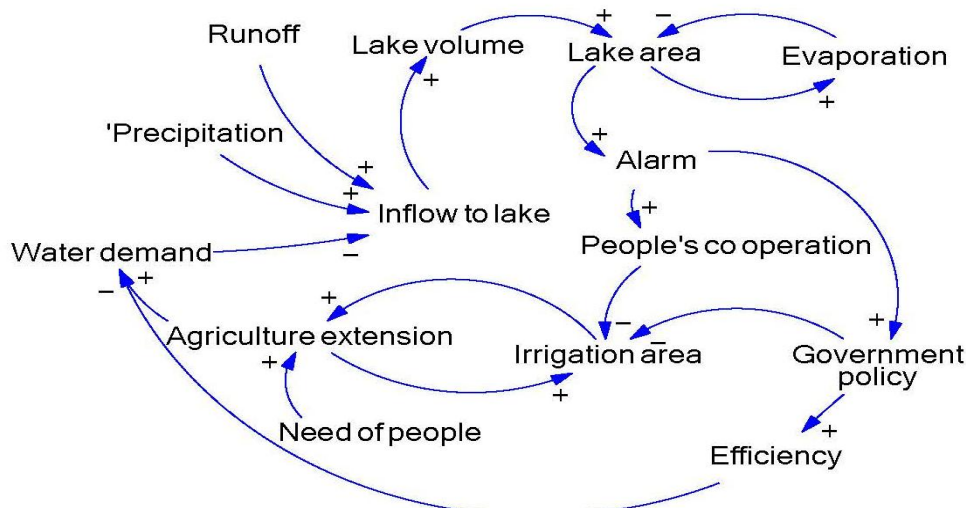 Runoff
Lake volume
+
Lake area
−
Evaporation
+
+
'Precipitation
+
+
Alarm
+
+
Inflow to lake
+
People's co operation
Water demand
−
−
+
+
Agriculture extension
+
−
−
Irrigation area
+
+
Government
policy
Need of people
+
Efficiency